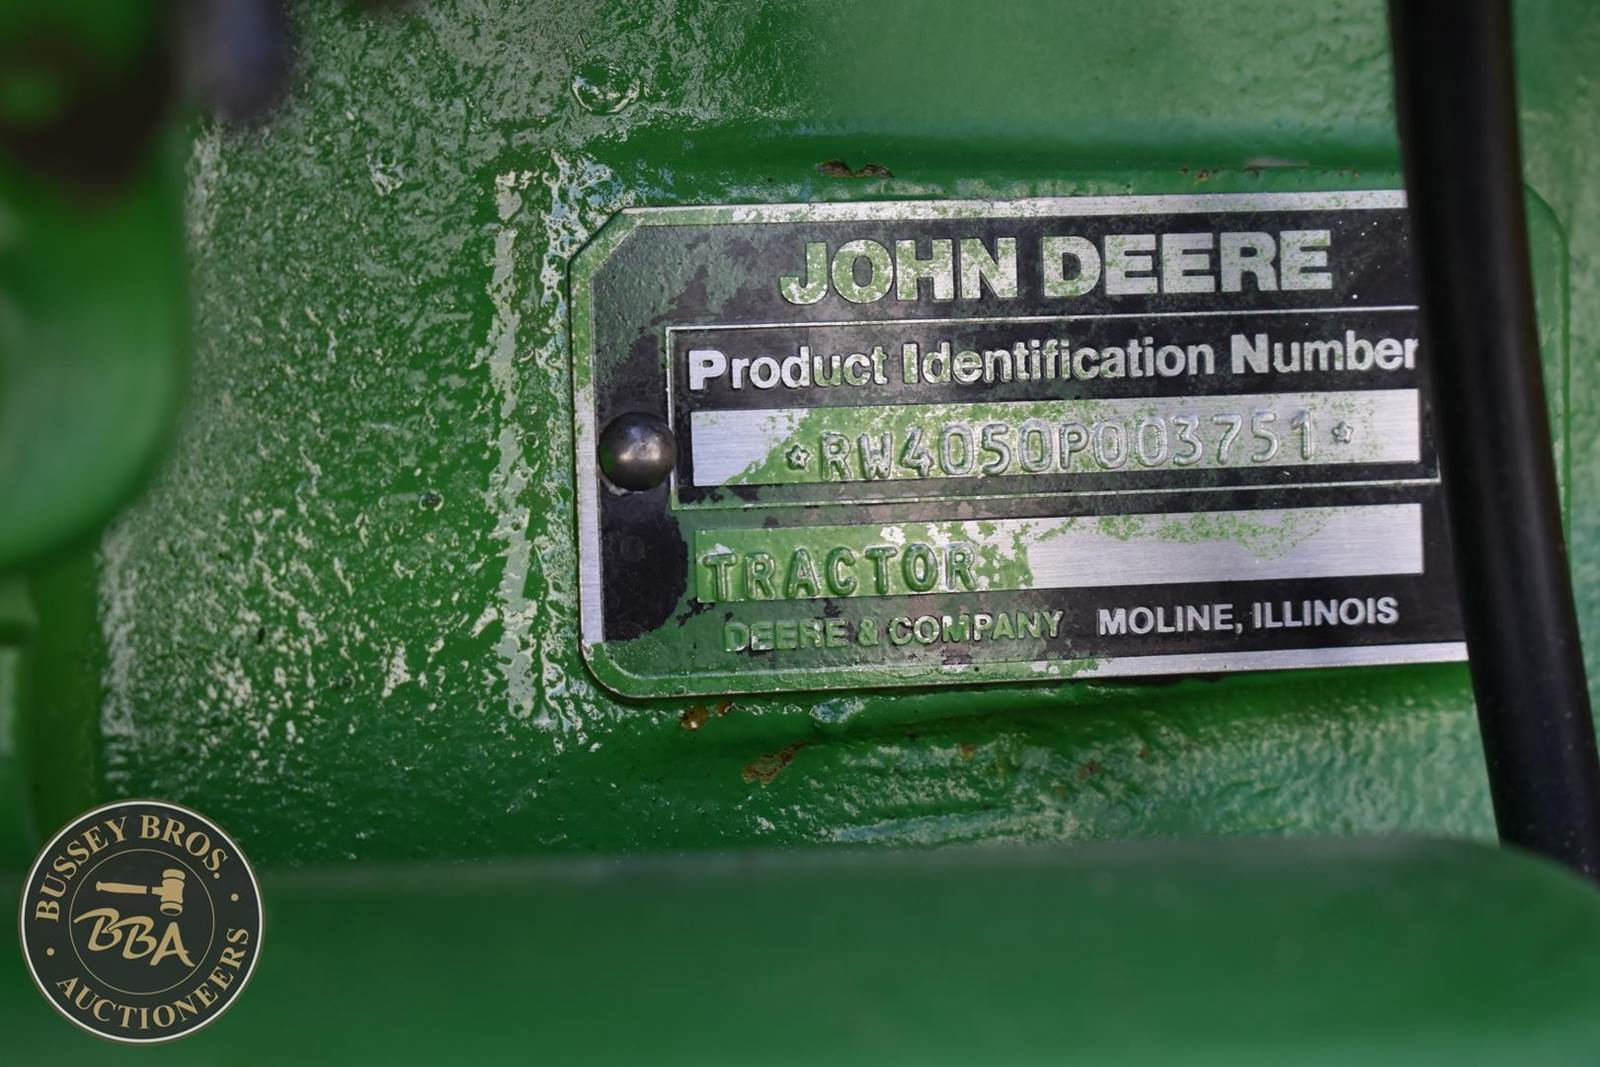 JOHN DEERE
Product Identification Number
*RW4050P003751*
TRACTOR
DEERE & COMPANY MOLINE, ILLINOIS
BUSSEY BROS.
BBA
AUCTIONEERS